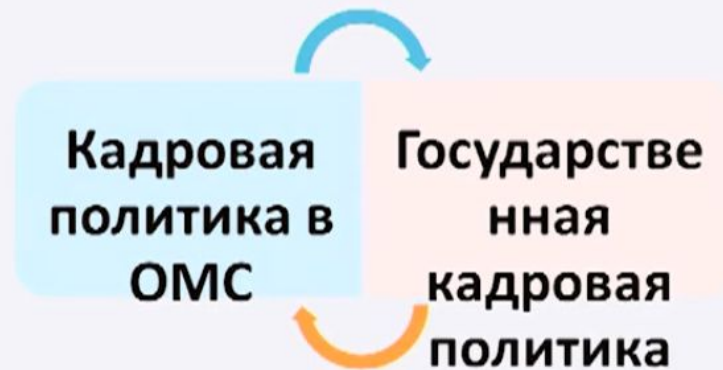 Кадровая
политика в
ОМС
Государстве
нная
кадровая
политика